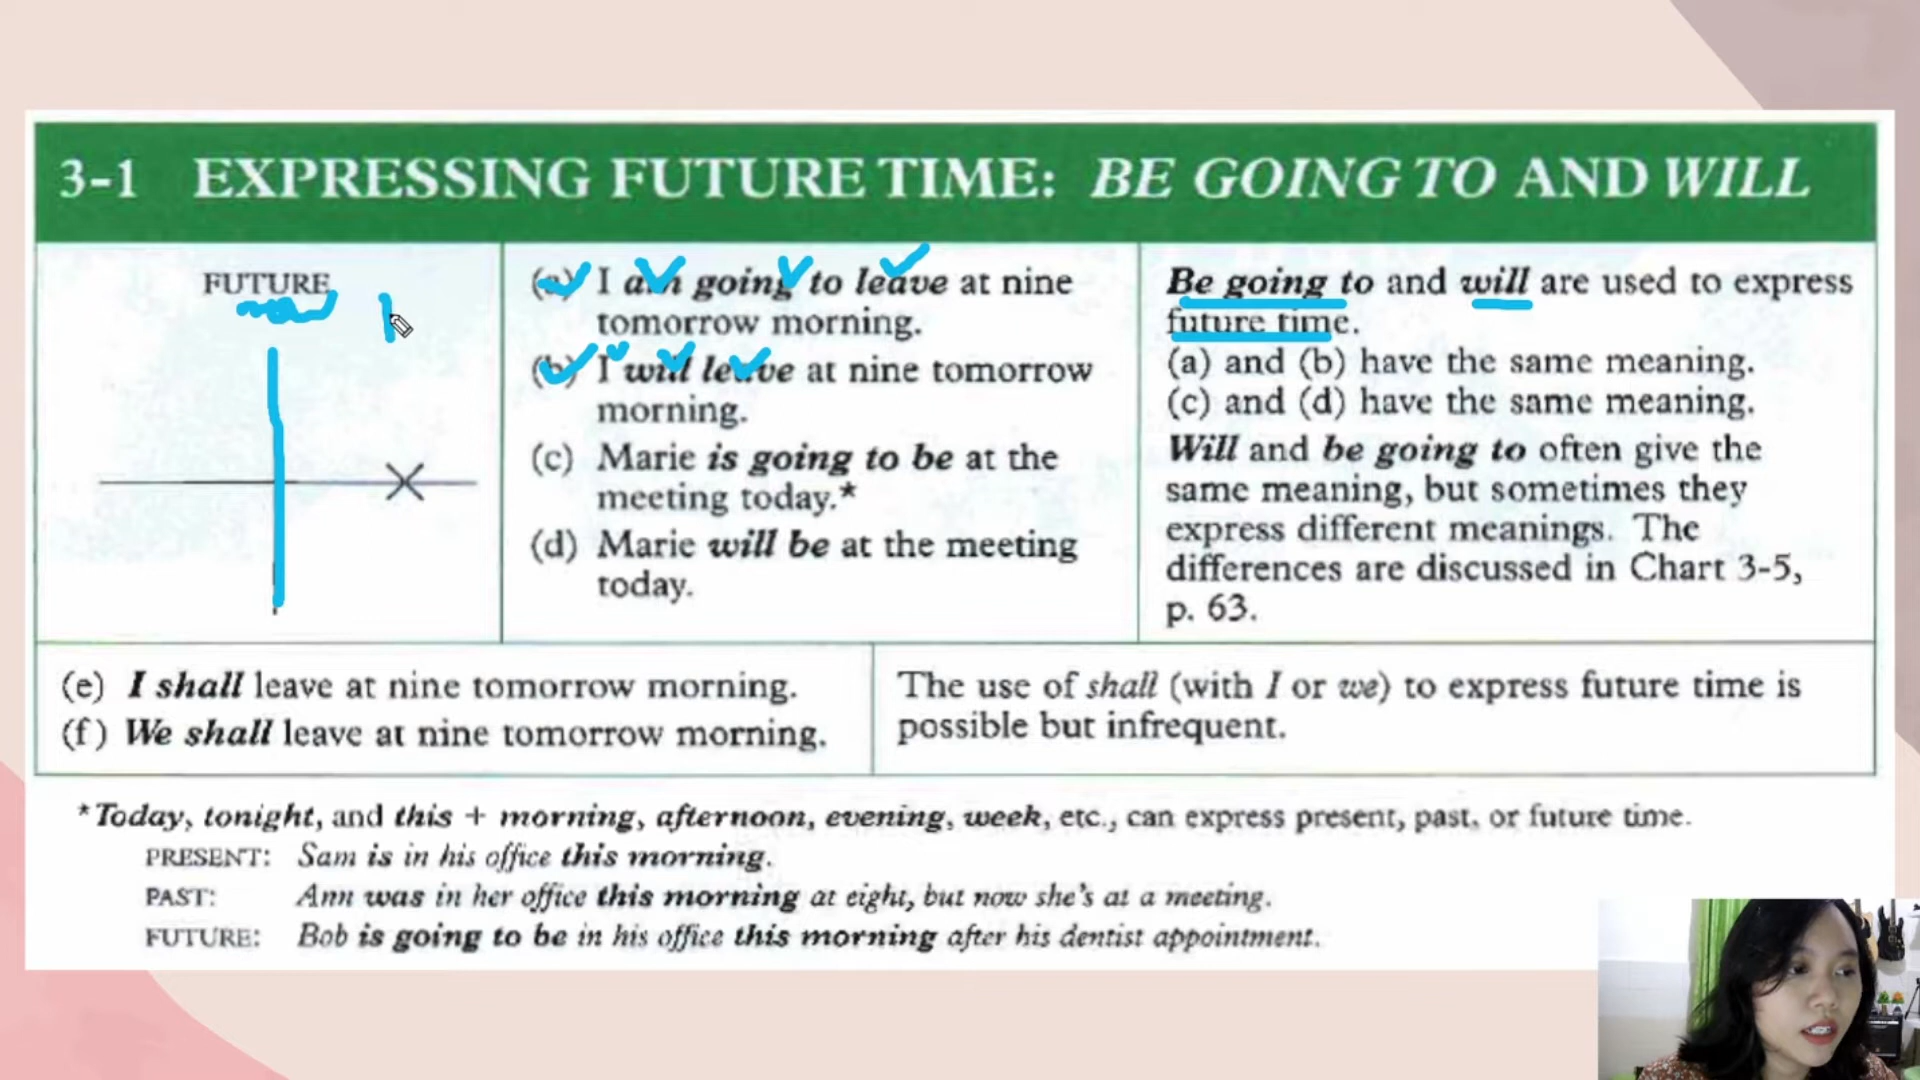 3-1 EXPRESSING FUTURE TIME: BE GOING TO AND WILL
FUTURE
(a) I am going to leave at nine
tomorrow morning.
(b) I will leave at nine tomorrow
morning.
(c) Marie is going to be at the
meeting today.*
(d) Marie will be at the meeting
today.
Be going to and will are used to express
future time.
(a) and (b) have the same meaning.
(c) and (d) have the same meaning.
Will and be going to often give the
same meaning, but sometimes they
express different meanings. The
differences are discussed in Chart 3-5,
p. 63.
(e) I shall leave at nine tomorrow morning.
(f) We shall leave at nine tomorrow morning.
The use of shall (with I or we) to express future time is
possible but infrequent.
*Today, tonight, and this + morning, afternoon, evening, week, etc., can express present, past, or future time.
PRESENT: Sam is in his office this morning.
PAST: Ann was in her office this morning at eight, but now she's at a meeting.
FUTURE: Bob is going to be in his office this morning after his dentist appointment.